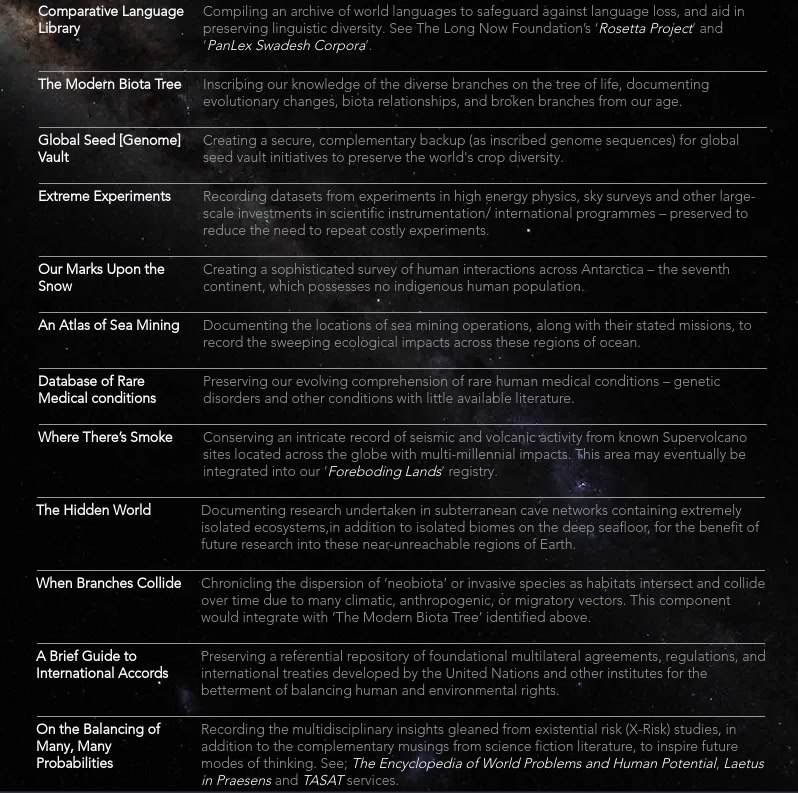 Comparative Language Library
Compiling an archive of world languages to safeguard against language loss, and aid in
preserving linguistic diversity. See The Long Now Foundation's 'Rosetta Project' and
'PanLex Swadesh Corpora'.
The Modern Biota Tree
Inscribing our knowledge of the diverse branches on the tree of life, documenting
evolutionary changes, biota relationships, and broken branches from our age.
Global Seed [Genome]
Vault
Creating a secure, complementary backup (as inscribed genome sequences) for global
seed vault initiatives to preserve the world's crop diversity.
Extreme Experiments
Recording datasets from experiments in high energy physics, sky surveys and other large-
scale investments in scientific instrumentation/ international programmes – preserved to
reduce the need to repeat costly experiments.
Our Marks Upon the
Snow
Creating a sophisticated survey of human interactions across Antarctica – the seventh
continent, which possesses no indigenous human population.
An Atlas of Sea Mining
Documenting the locations of sea mining operations, along with their stated missions, to
record the sweeping ecological impacts across these regions of ocean.
Database of Rare
Medical conditions
Preserving our evolving comprehension of rare human medical conditions – genetic
disorders and other conditions with little available literature.
Where There's Smoke
Conserving an intricate record of seismic and volcanic activity from known Supervolcano
sites located across the globe with multi-millennial impacts. This area may eventually be
integrated into our 'Foreboding Lands' registry.
The Hidden World
Documenting research undertaken in subterranean cave networks containing extremely
isolated ecosystems,in addition to isolated biomes on the deep seafloor, for the benefit of
future research into these near-unreachable regions of Earth.
When Branches Collide
Chronicling the dispersion of 'neobiota' or invasive species as habitats intersect and collide
over time due to many climatic, anthropogenic, or migratory vectors. This component
would integrate with 'The Modern Biota Tree' identified above.
A Brief Guide to
International Accords
Preserving a referential repository of foundational multilateral agreements, regulations, and
international treaties developed by the United Nations and other institutes for the
betterment of balancing human and environmental rights.
On the Balancing of
Many, Many
Probabilities
Recording the multidisciplinary insights gleaned from existential risk (X-Risk) studies, in
addition to the complementary musings from science fiction literature, to inspire future
modes of thinking. See; The Encyclopedia of World Problems and Human Potential, Laetus
in Praesens and TASAT services.